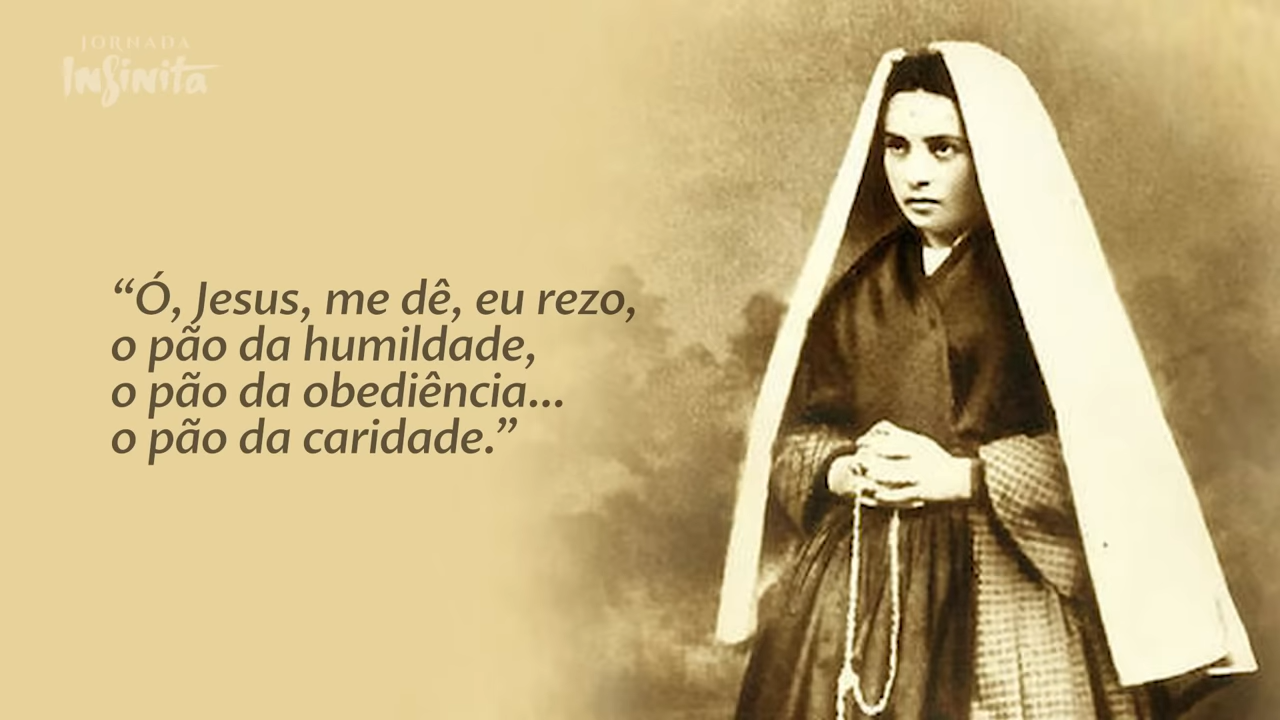 JORNADA
Infinita
“Ó, Jesus, me dê, eu rezo,
o pão da humildade,
o pão da obediência...
o pão da caridade.”